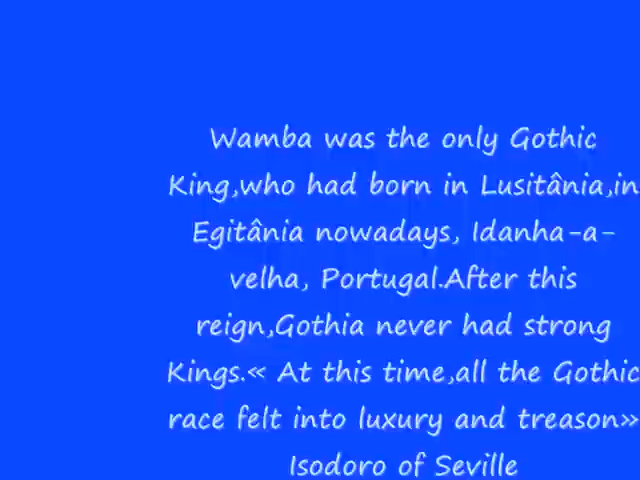 Wamba was the only Gothic
King,who had born in Lusitânia,in
Egitânia nowadays, Idanha-a-
velha, Portugal.After this
reign,Gothia never had strong
Kings.« At this time,all the Gothic
race felt into luxury and treason»
Isodoro of Seville